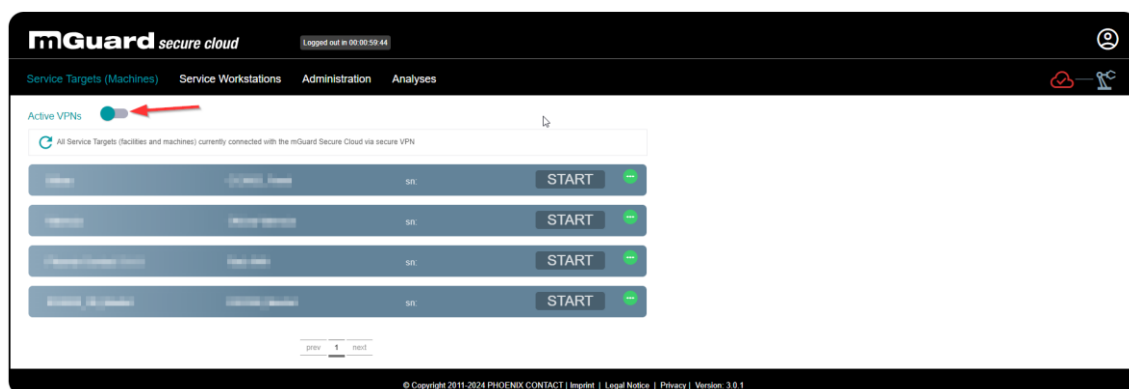 mGuard secure cloud
Logged out in 00:00:59:44
Service Targets (Machines) Service Workstations Administration Analyses
Active VPNs
All Service Targets (facilities and machines) currently connected with the mGuard Secure Cloud via secure VPN
sn: START
sn: START
sn: START
sn: START
prev 1 next
© Copyright 2011-2024 PHOENIX CONTACT | Imprint | Legal Notice | Privacy | Version: 3.0.1